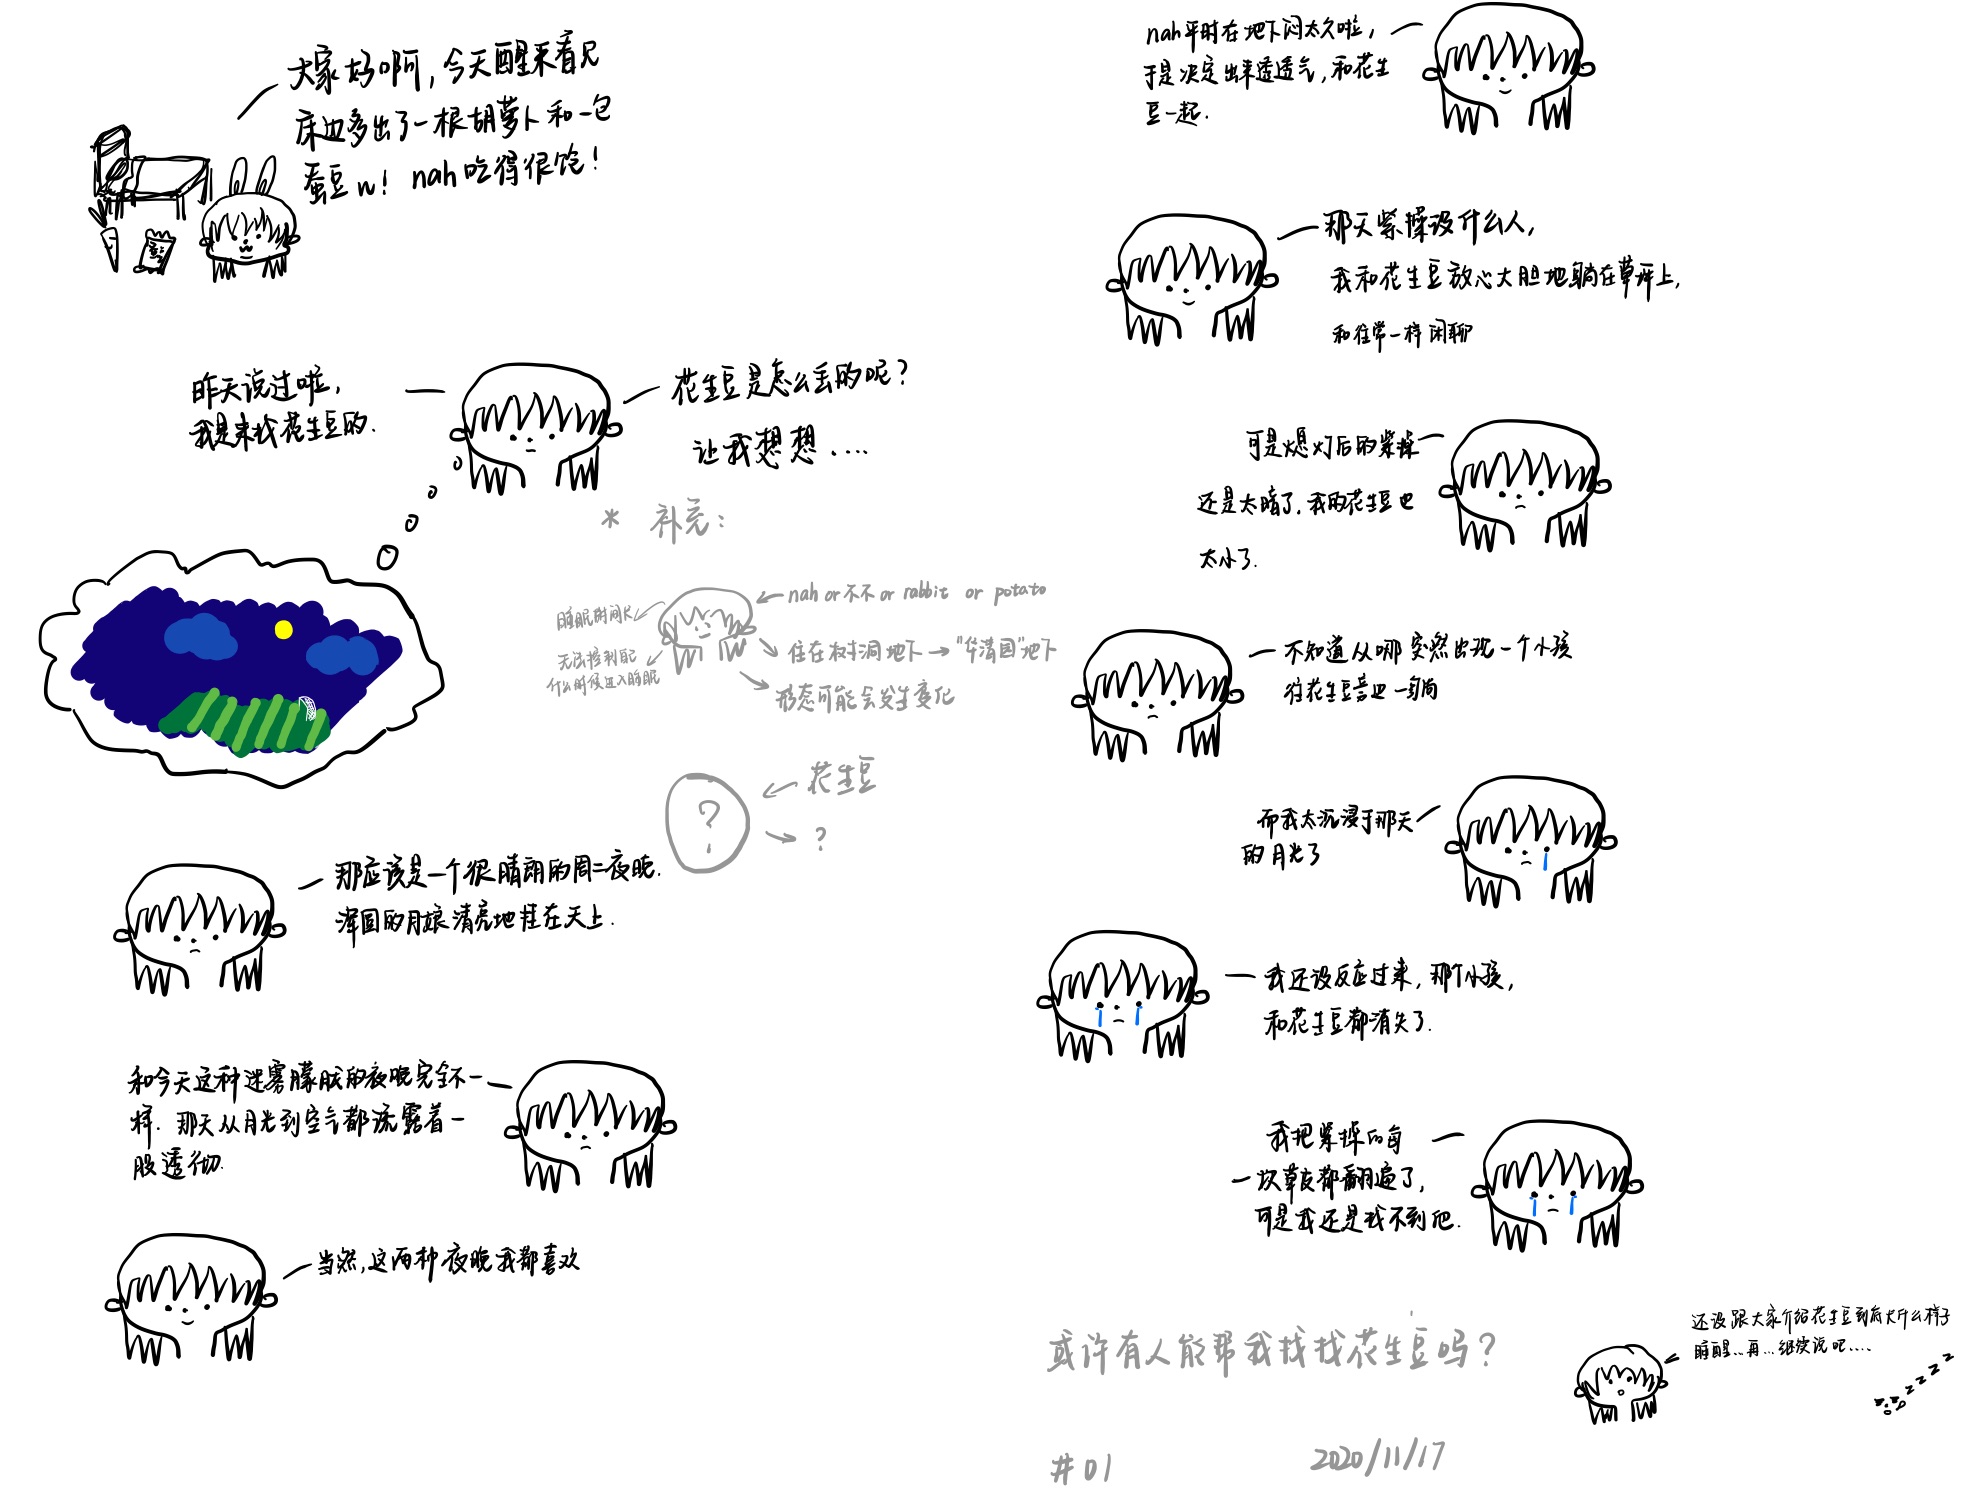 大家好啊，今天醒来看见
床边多出了一根胡萝卜和一包
蚕豆w！nah吃得很饱！
昨天说过啦，
我是来找花生豆的.
花生豆是怎么丢的呢？
让我想想....
* 补充：
nah or 不不 or rabbit or potato
睡眠时间长
住在树洞地下→"华清园"地下
无法控制自己
什么时候进入睡眠
形态可能会发生变化
花生豆
?
?
那应该是一个很晴朗的周二夜晚.
浑圆的月娘清亮地挂在天上.
和今天这种迷雾朦胧的夜晚完全不一
样. 那天从月光到空气都流露着一
股透彻.
当然，这两种夜晚我都喜欢
nah平时在地下闷太久啦，
于是决定出来透透气，和花生
豆一起.
那天紫操没什么人，
我和花生豆放心大胆地躺在草坪上，
和往常一样闲聊
可是熄灯后的紫操
还是太暗了. 我的花生豆也
太小了.
不知道从哪突然出现一个小孩
往花生豆旁边一躺
而我太沉浸于那天
的月光了
我还没反应过来，那个小孩，
和花生豆都消失了.
我把紫操的每
一块草皮都翻遍了，
可是我还是找不到他.
或许有人能帮我找找花生豆吗？
还没跟大家介绍花生豆到底长什么样子
睡醒...再...继续说吧....
zzzzz
#01
2020/11/17